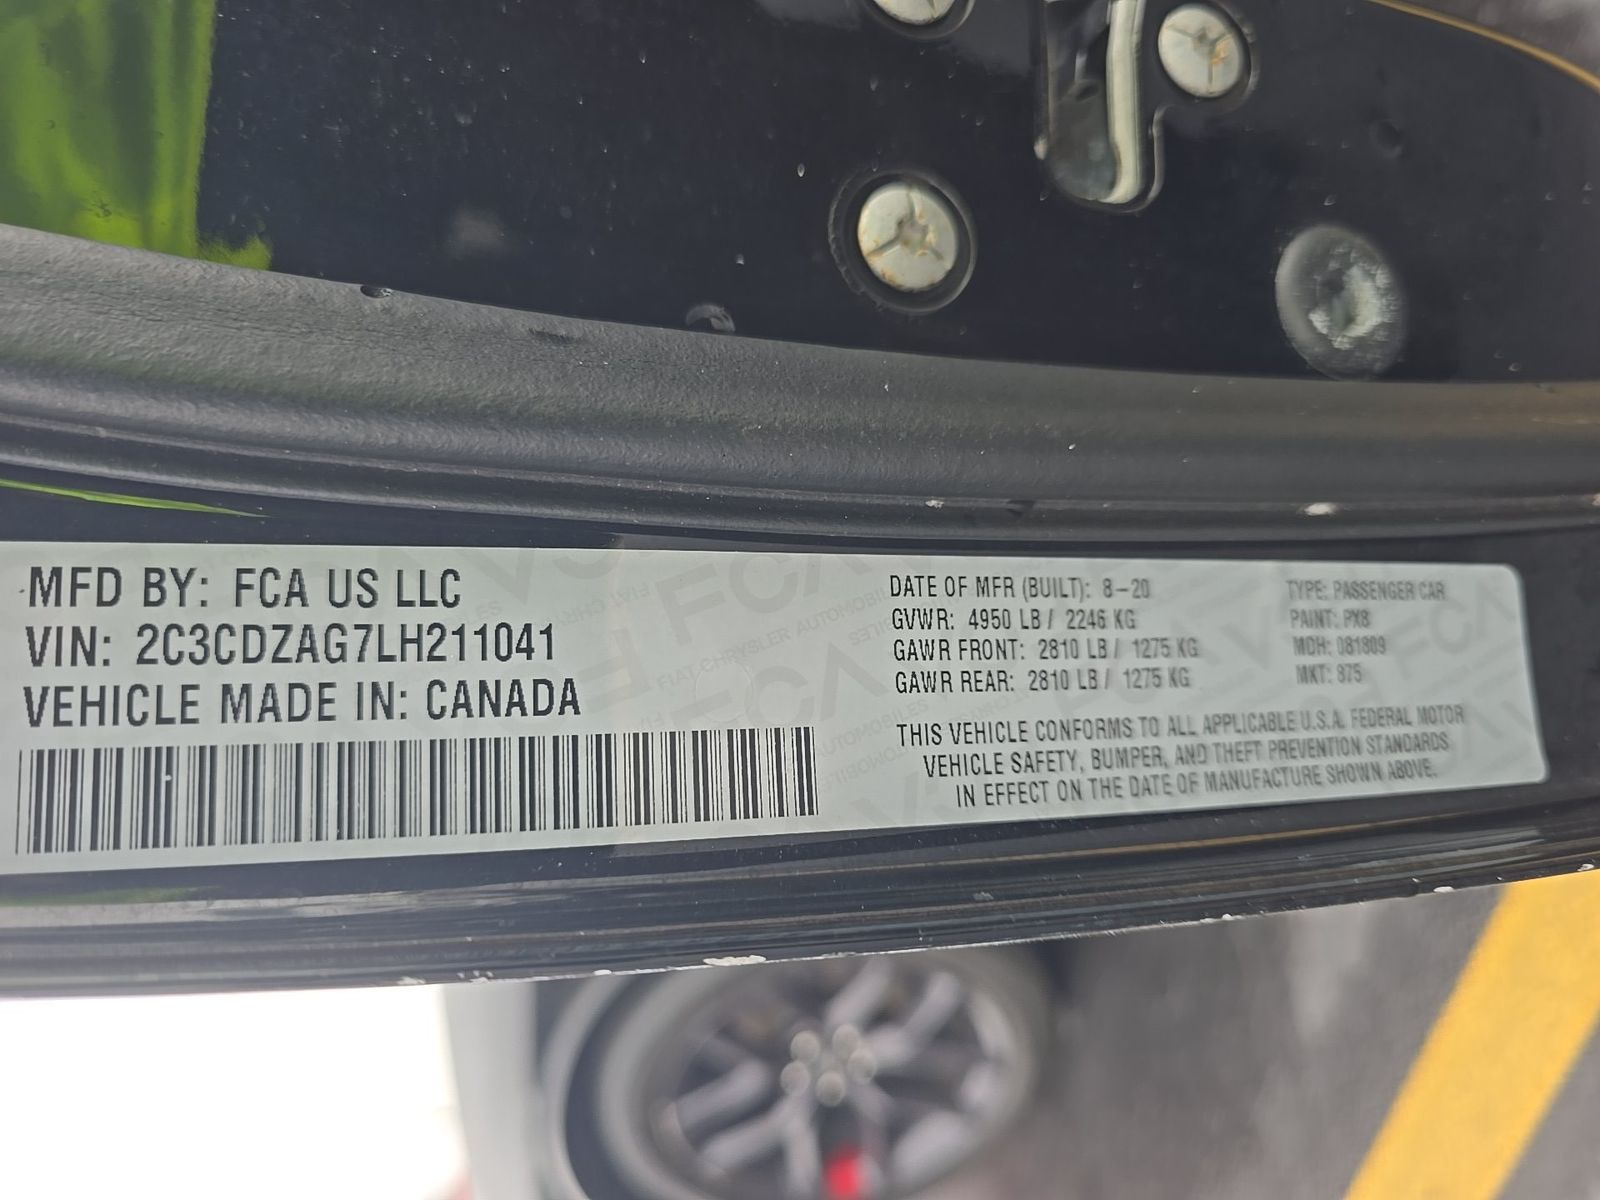 MFD BY: FCA US LLC
VIN: 2C3CDZAG7LH211041
VEHICLE MADE IN: CANADA
DATE OF MFR (BUILT): 8-20
GVWR: 4950 LB / 2246 KG
GAWR FRONT: 2810 LB / 1275 KG
GAWR REAR: 2810 LB / 1275 KG
TYPE: PASSENGER CAR
PAINT: PX8
MDH: 081809
MKT: 875
THIS VEHICLE CONFORMS TO ALL APPLICABLE U.S.A. FEDERAL MOTOR
VEHICLE SAFETY, BUMPER, AND THEFT PREVENTION STANDARDS
IN EFFECT ON THE DATE OF MANUFACTURE SHOWN ABOVE.